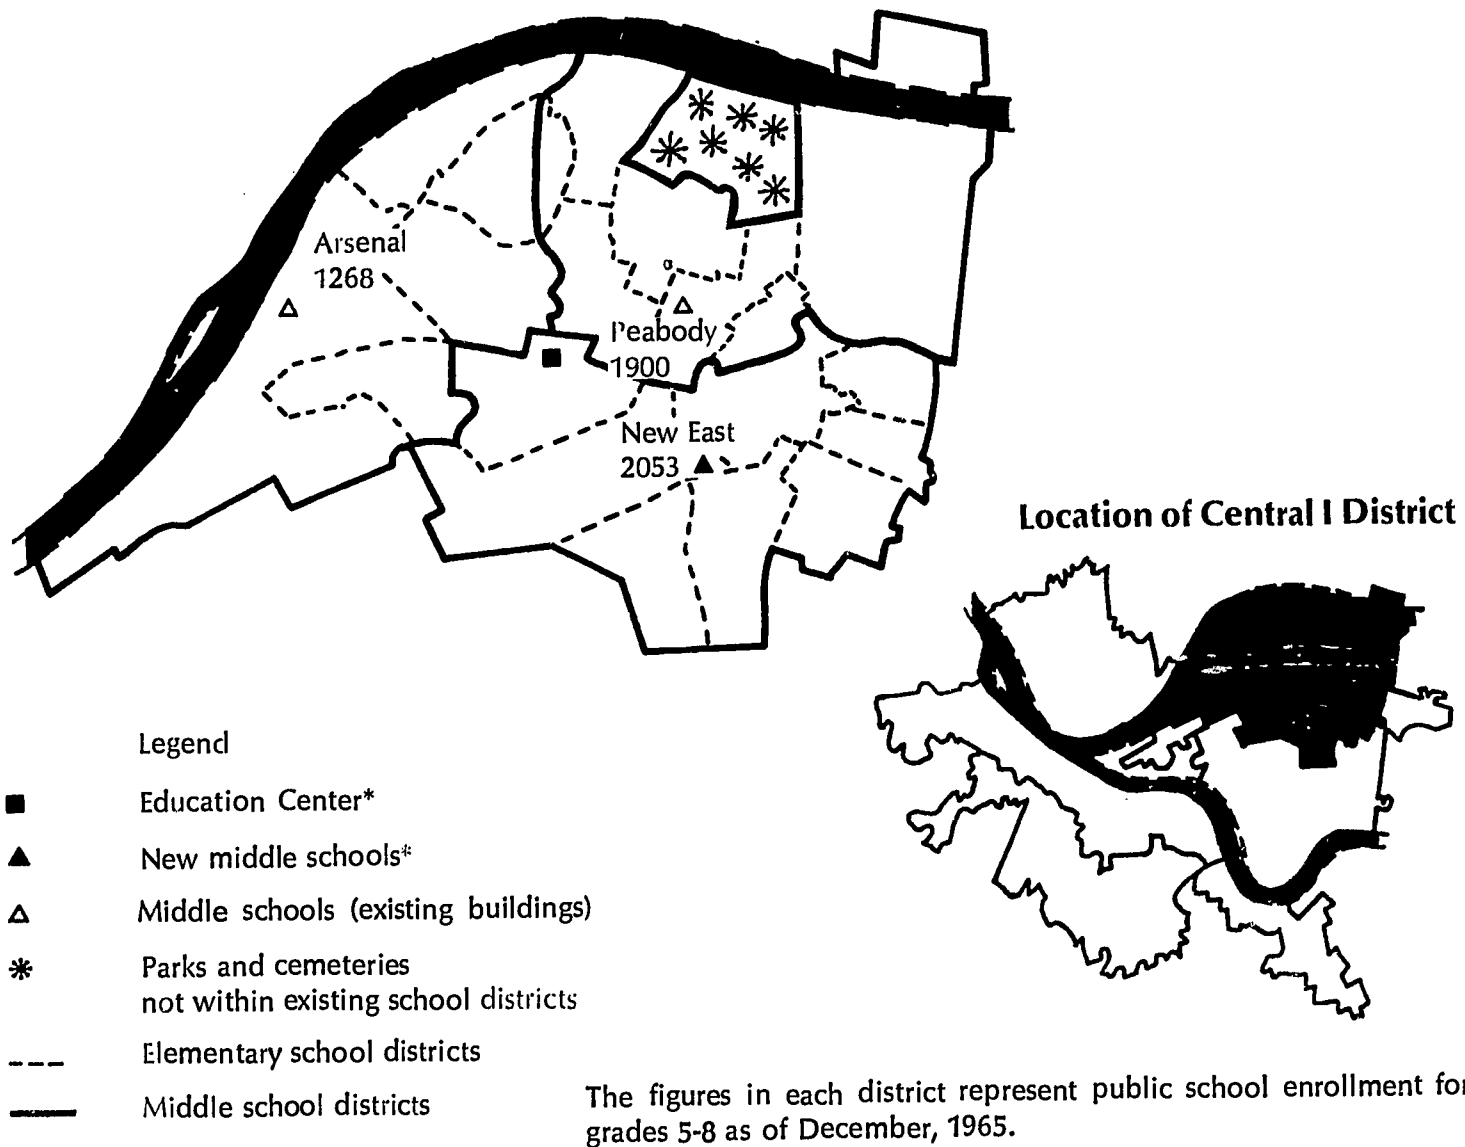 Arsenal
1268
Peabody
1900
New East
2053
Location of Central I District
Legend
Education Center*
New middle schools*
Middle schools (existing buildings)
Parks and cemeteries
not within existing school districts
Elementary school districts
Middle school districts
The figures in each district represent public school enrollment for
grades 5-8 as of December, 1965.